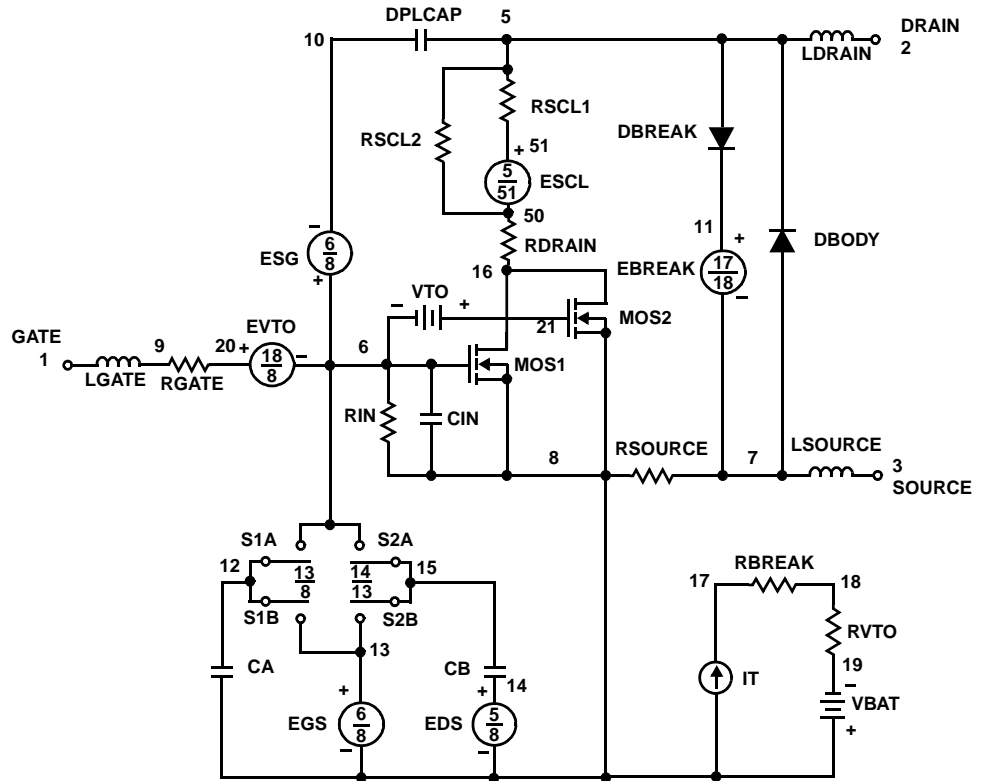 DPLCAP
5
10
DRAIN
2
LDRAIN
RSCL1
RSCL2
DBREAK
+ 51
5
51
ESCL
50
RDRAIN
11
DBODY
ESG
−
6
8
+
16
EBREAK
+
17
18
−
− VTO +
21
MOS2
GATE
1
9
20
EVTO
+
18
8
−
6
MOS1
LGATE
RGATE
RIN
CIN
8
RSOURCE
7
LSOURCE
3
SOURCE
S1A
S2A
12
13
8
14
13
15
S1B
S2B
13
RBREAK
17
18
RVTO
CA
CB
14
IT
19
−
VBAT
+
+
EGS
6
8
−
+
EDS
5
8
−